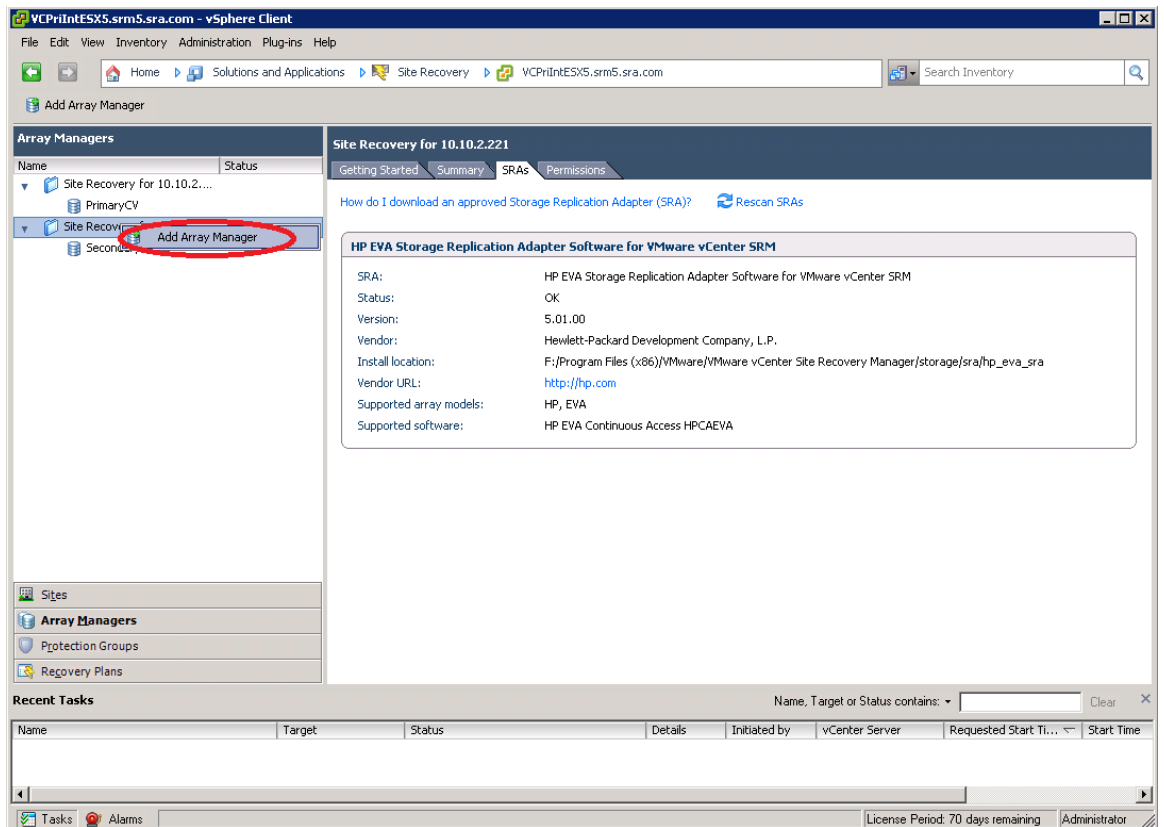 VCPriIntESX5.srm5.sra.com - vSphere Client
File Edit View Inventory Administration Plug-ins Help
Home Solutions and Applications Site Recovery VCPriIntESX5.srm5.sra.com Search Inventory
Add Array Manager
Array Managers
Name Status
Site Recovery for 10.10.2....
PrimaryCV
Site Recov
Add Array Manager
Second
Site Recovery for 10.10.2.221
Getting Started Summary SRAs Permissions
How do I download an approved Storage Replication Adapter (SRA)? Rescan SRAs
HP EVA Storage Replication Adapter Software for VMware vCenter SRM
SRA: HP EVA Storage Replication Adapter Software for VMware vCenter SRM
Status: OK
Version: 5.01.00
Vendor: Hewlett-Packard Development Company, L.P.
Install location: F:/Program Files (x86)/VMware/VMware vCenter Site Recovery Manager/storage/sra/hp_eva_sra
Vendor URL: http://hp.com
Supported array models: HP, EVA
Supported software: HP EVA Continuous Access HPCAEVA
Sites
Array Managers
Protection Groups
Recovery Plans
Recent Tasks Name, Target or Status contains: Clear
Name Target Status Details Initiated by vCenter Server Requested Start Ti... Start Time
Tasks Alarms License Period: 70 days remaining Administrator